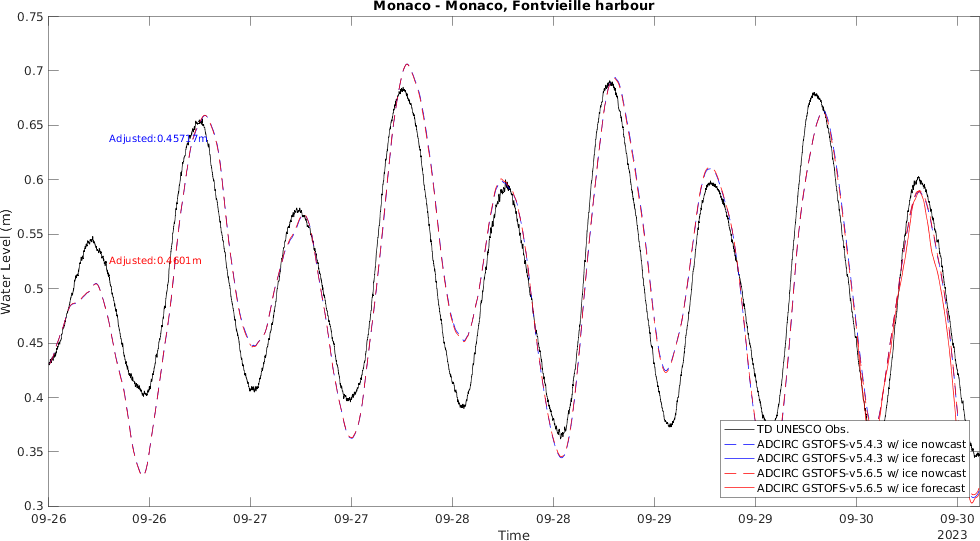 Monaco - Monaco, Fontvieille harbour
0.75
0.7
0.65
0.6
0.55
0.5
0.45
0.4
0.35
0.3
Water Level (m)
Adjusted:0.45717m
Adjusted:0.4601m
TD UNESCO Obs.
ADCIRC GSTOFS-v5.4.3 w/ ice nowcast
ADCIRC GSTOFS-v5.4.3 w/ ice forecast
ADCIRC GSTOFS-v5.6.5 w/ ice nowcast
ADCIRC GSTOFS-v5.6.5 w/ ice forecast
09-26 09-26 09-27 09-27 09-28 09-28 09-29 09-29 09-30 09-30
Time
2023